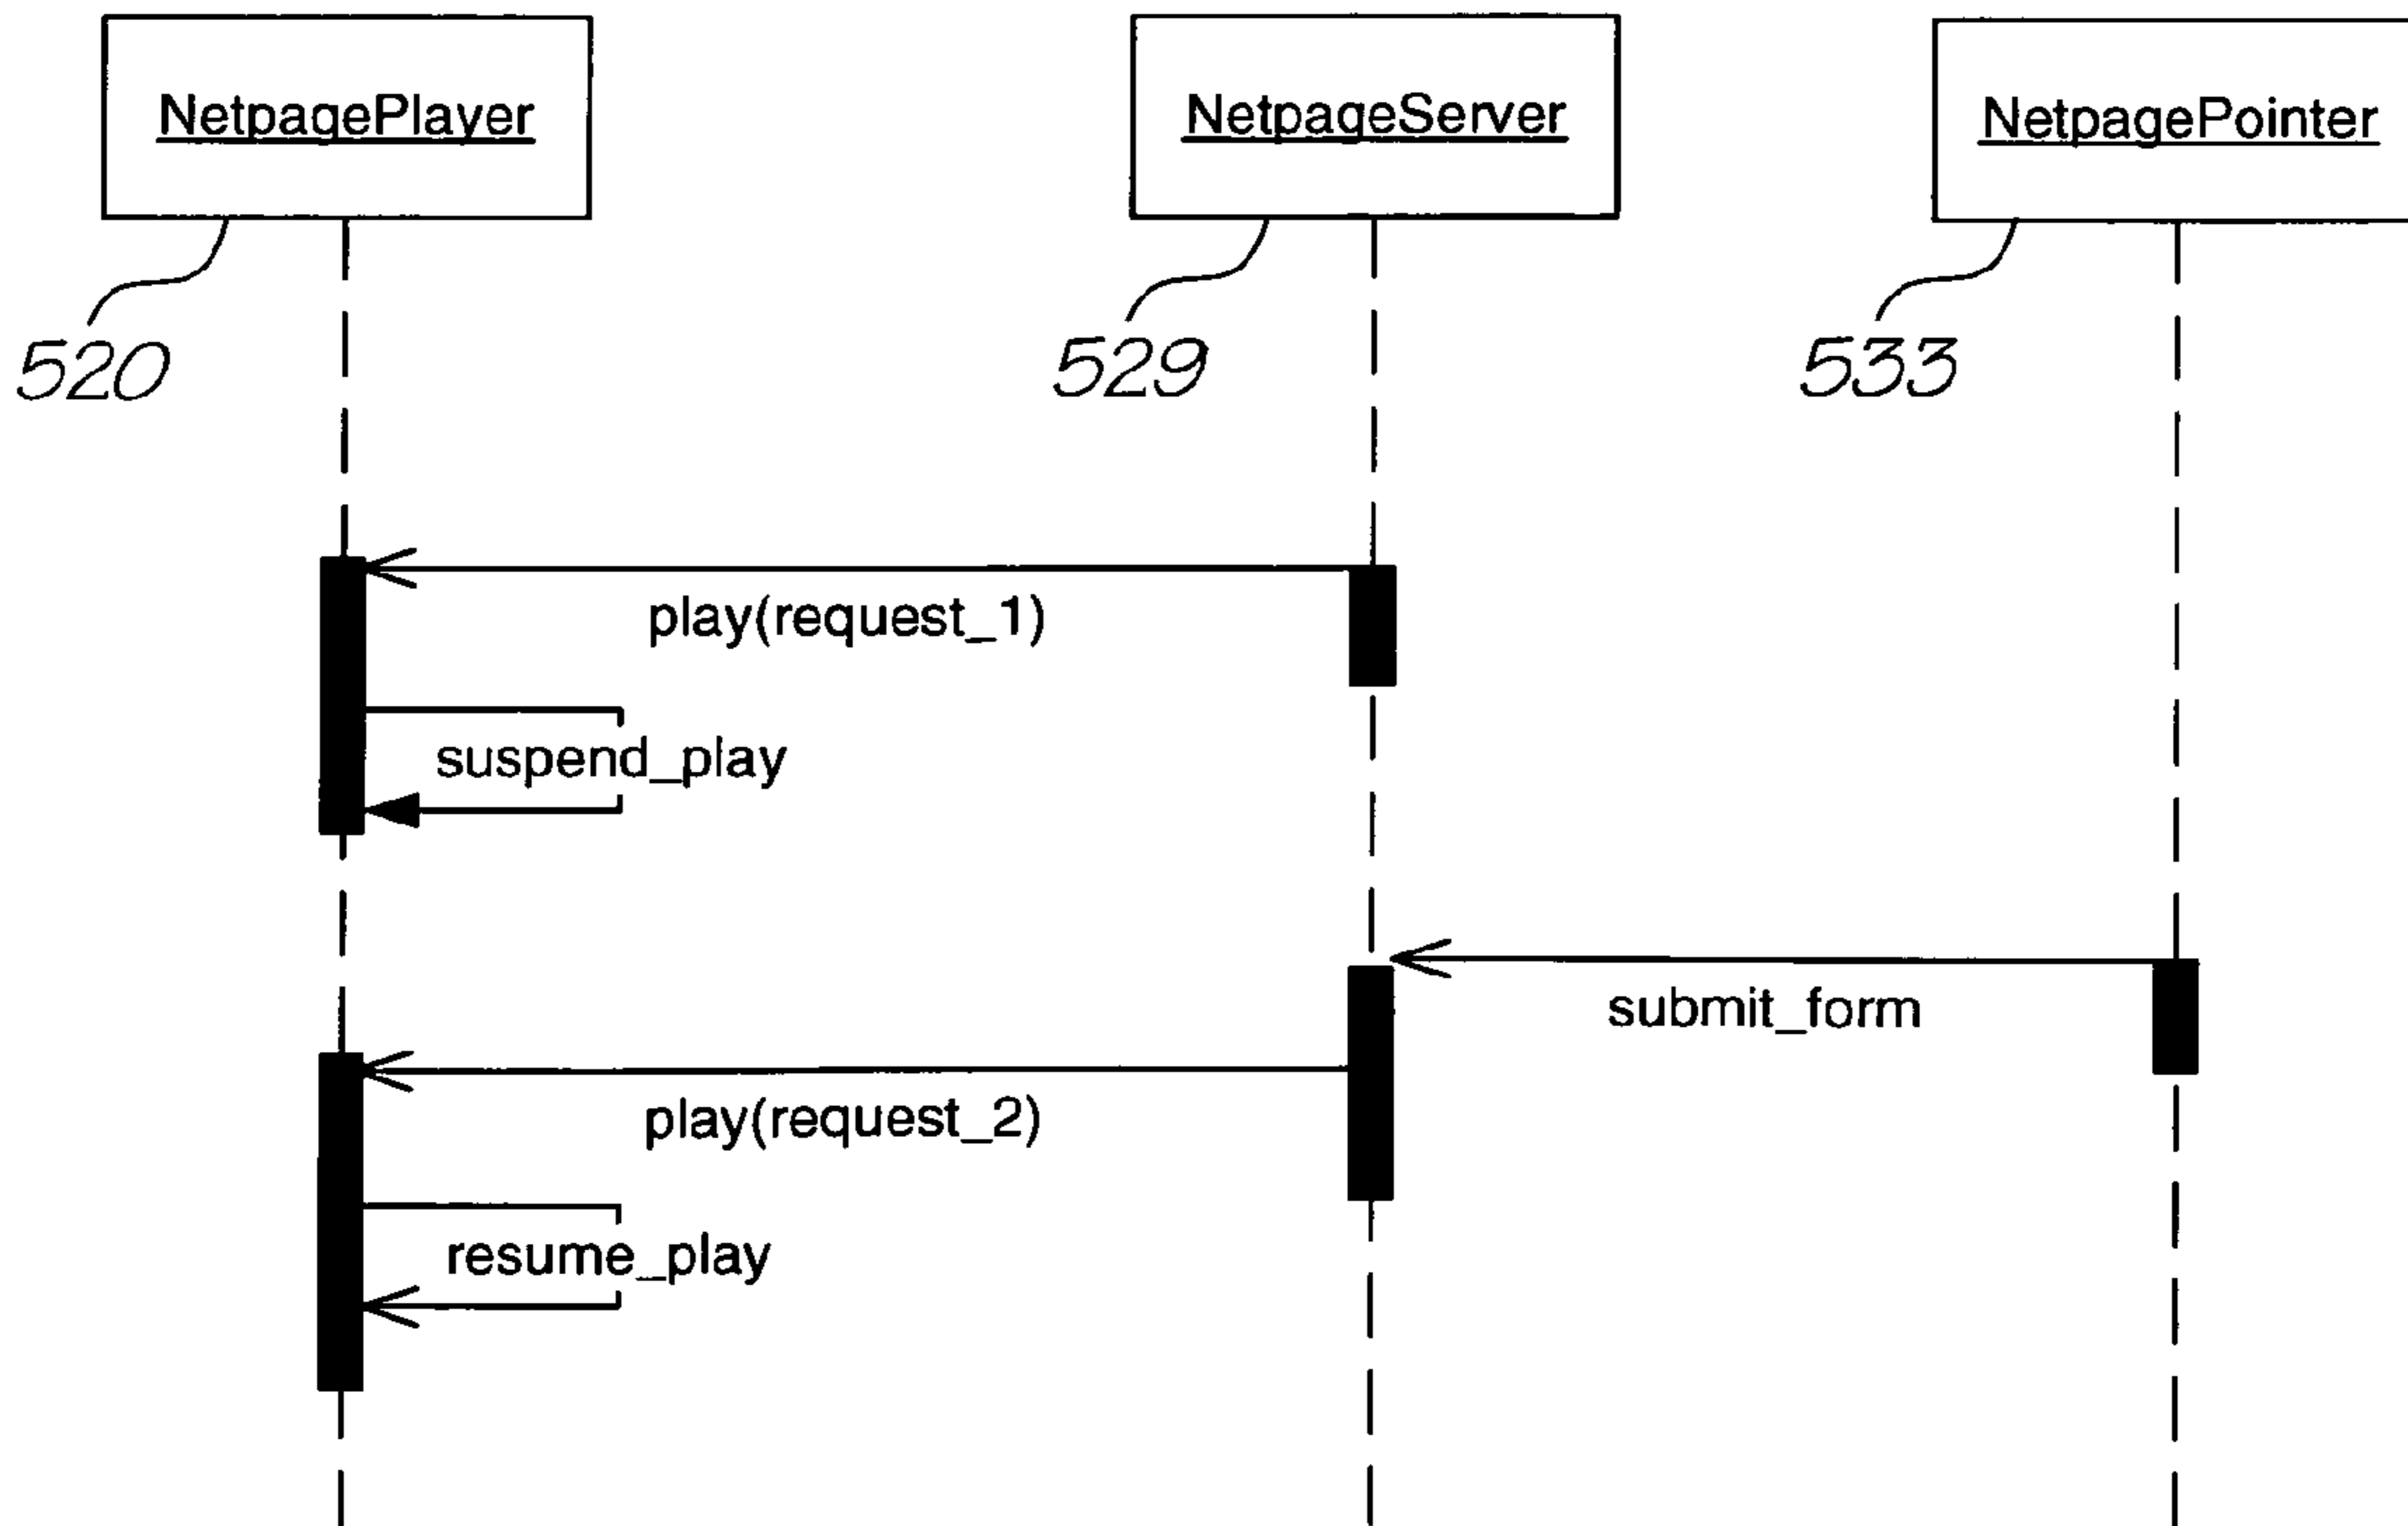 NetpagePlayer
NetpageServer
NetpagePointer
520
529
533
play(request_1)
suspend_play
submit_form
play(request_2)
resume_play